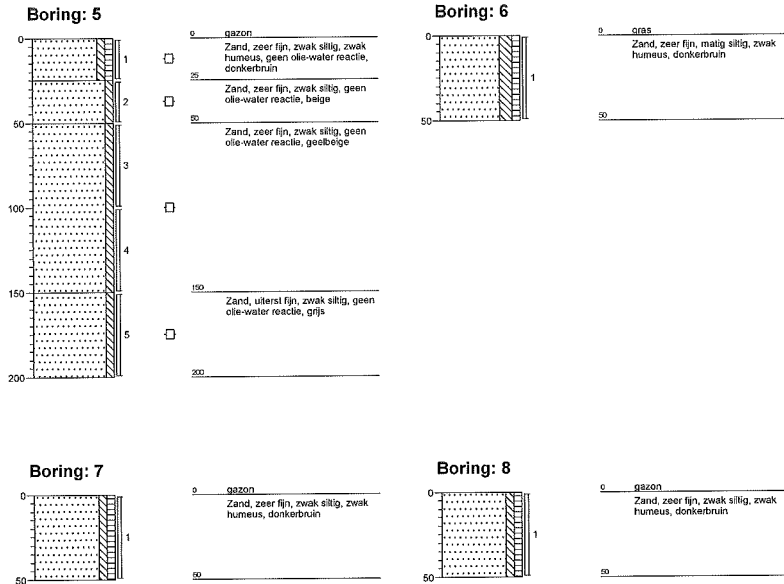 Boring: 5
0
50
100
150
200
1
2
3
4
5
0 gazon
Zand, zeer fijn, zwak siltig, zwak
humeus, geen olie-water reactie,
donkerbruin
25
Zand, zeer fijn, zwak siltig, geen
olie-water reactie, beige
50
Zand, zeer fijn, zwak siltig, geen
olie-water reactie, geelbeige
150
Zand, uiterst fijn, zwak siltig, geen
olie-water reactie, grijs
200
Boring: 6
0
50
1
0 gras
Zand, zeer fijn, matig siltig, zwak
humeus, donkerbruin
50
Boring: 7
0
50
1
0 gazon
Zand, zeer fijn, zwak siltig, zwak
humeus, donkerbruin
50
Boring: 8
0
50
1
0 gazon
Zand, zeer fijn, zwak siltig, zwak
humeus, donkerbruin
50